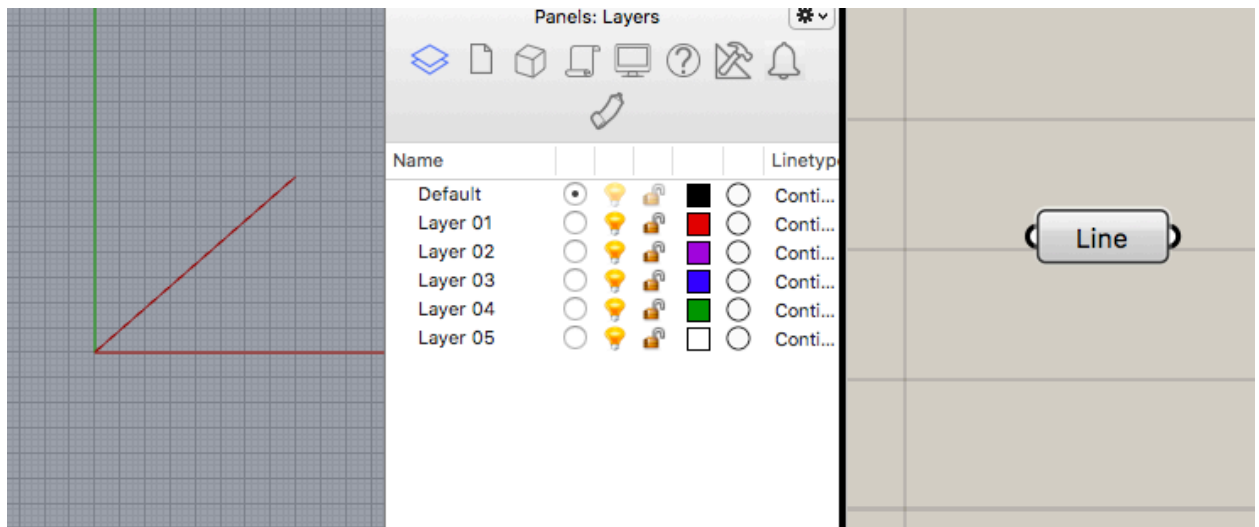 Panels: Layers
Name Linetyp
Default Conti...
Layer 01 Conti...
Layer 02 Conti...
Layer 03 Conti...
Layer 04 Conti...
Layer 05 Conti...
Line